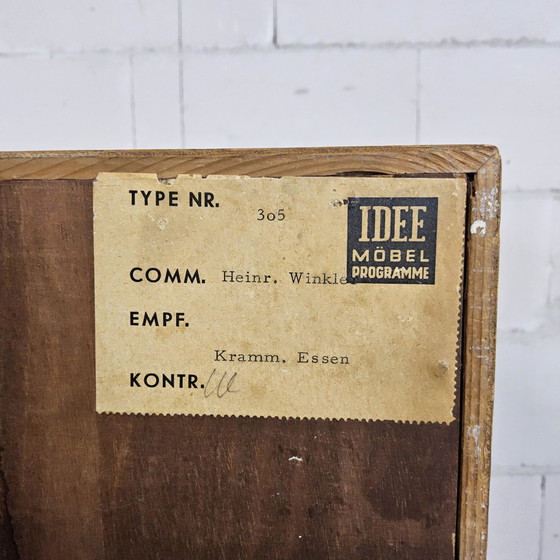 TYPE NR. 3o5
IDEE
MÖBEL
PROGRAMME
COMM. Heinr. Winkle
EMPF.
Kramm. Essen
KONTR.